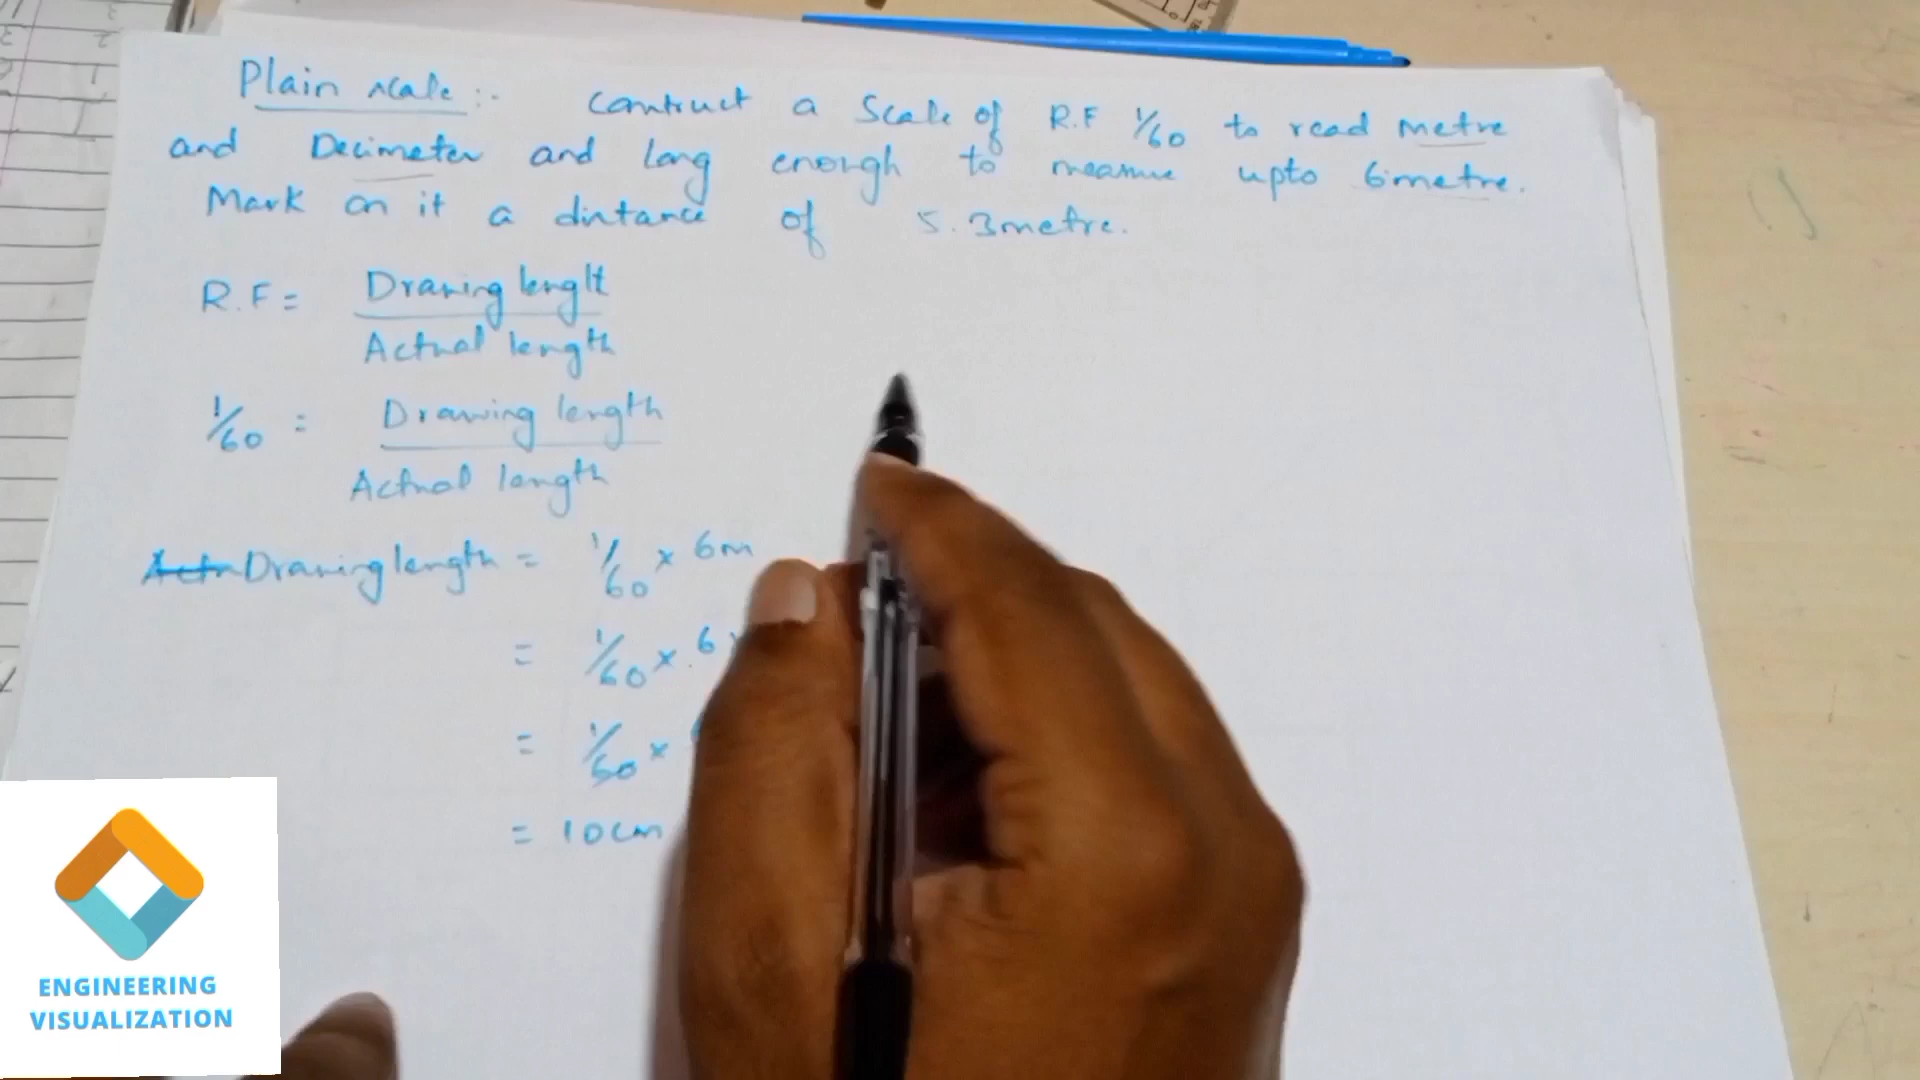 Plain scale :- Construct a Scale of R.F 1/60 to read metre
and Decimeter and long enough to measure upto 6metre.
Mark on it a distance of 5.3metre.
R.F = Drawing length
Actual length
1/60 = Drawing length
Actual length
Drawing length = 1/60 × 6m
= 1/60 × 6
= 1/60 ×
= 10cm
ENGINEERING
VISUALIZATION